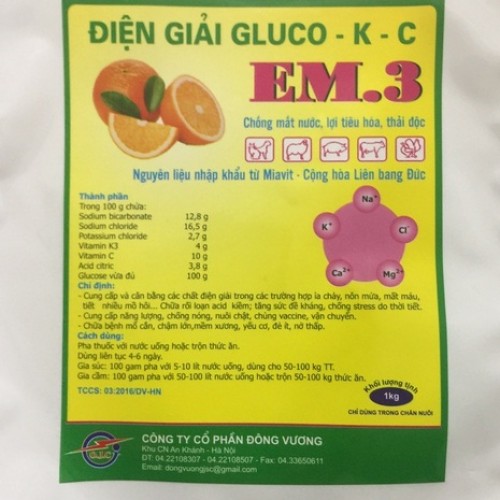 ĐIỆN GIẢI GLUCO - K - C
EM.3
Chống mất nước, lợi tiêu hóa, thải độc
Nguyên liệu nhập khẩu từ Miavit - Cộng hòa Liên bang Đức
Thành phần
Trong 100 g chứa:
Sodium bicarbonate 12,8 g
Sodium chloride 16,5 g
Potassium chloride 2,7 g
Vitamin K3 4 g
Vitamin C 10 g
Acid citric 3,8 g
Glucose vừa đủ 100 g
Na+
K+
Cl-
Ca2+
Mg2+
Chỉ định:
- Cung cấp và cân bằng các chất điện giải trong các trường hợp ỉa chảy, nôn mửa, mất máu,
tiết nhiều mồ hôi... Chữa rối loạn acid kiềm; tăng sức đề kháng, chống stress do thời tiết.
- Cung cấp năng lượng, chống nóng, nuôi chật, chủng vaccine, vận chuyển.
- Chữa bệnh mổ cắn, chậm lớn,mềm xương, yếu cơ, đẻ ít, nở thấp.
Cách dùng:
Pha thuốc với nước uống hoặc trộn thức ăn.
Dùng liên tục 4-6 ngày.
Gia súc: 100 gam pha với 5-10 lít nước uống, dùng cho 50-100 kg TT.
Gia cầm: 100 gam pha với 50-100 lít nước uống hoặc trộn 50-100 kg thức ăn.
TCCS: 03:2016/DV-HN
Khối lượng tịnh
1kg
CHỈ DÙNG TRONG CHĂN NUÔI
CÔNG TY CỔ PHẦN ĐÔNG VƯƠNG
Khu CN An Khánh - Hà Nội
DT: 04.22108307 - 04.22108507 - Fax: 04.33650611
Email: dongvuongjsc@gmail.com